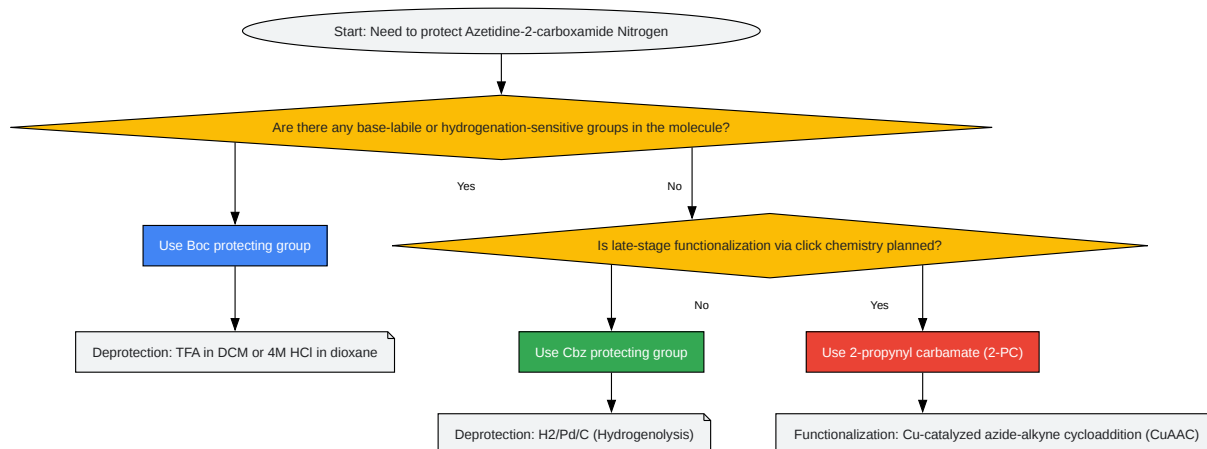 Start: Need to protect Azetidine-2-carboxamide Nitrogen
Are there any base-labile or hydrogenation-sensitive groups in the molecule?
Yes
No
Use Boc protecting group
Is late-stage functionalization via click chemistry planned?
No
Yes
Deprotection: TFA in DCM or 4M HCl in dioxane
Use Cbz protecting group
Use 2-propynyl carbamate (2-PC)
Deprotection: H2/Pd/C (Hydrogenolysis)
Functionalization: Cu-catalyzed azide-alkyne cycloaddition (CuAAC)